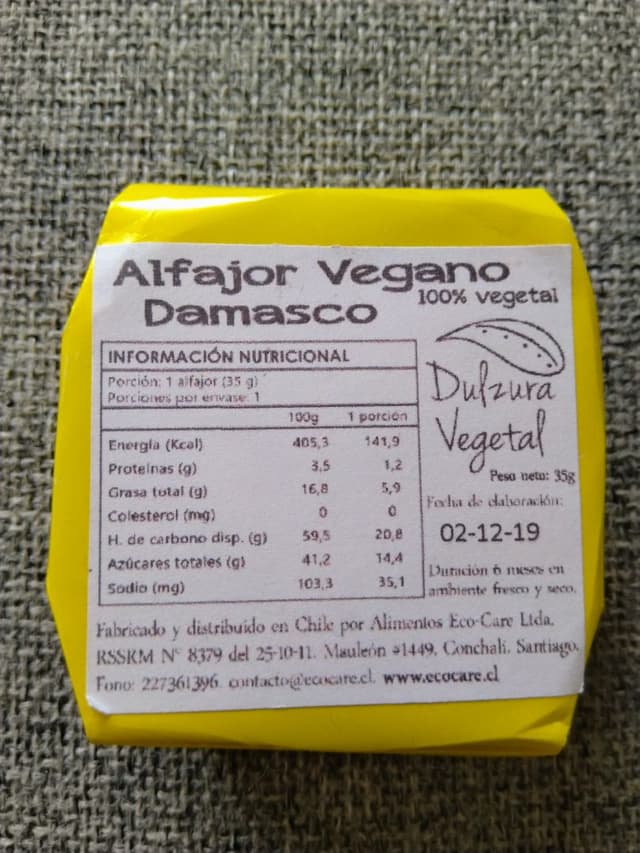 Alfajor Vegano
Damasco
100% vegetal
INFORMACIÓN NUTRICIONAL
Porción: 1 alfajor (35 g)
Porciones por envase: 1
100g 1 porción
Energía (Kcal) 405,3 141,9
Proteínas (g) 3,5 1,2
Grasa total (g) 16,8 5,9
Colesterol (mg) 0 0
H. de carbono disp. (g) 59,5 20,8
Azúcares totales (g) 41,2 14,4
Sodio (mg) 103,3 35,1
Dulzura
Vegetal
Peso neto: 35g
Fecha de elaboración:
02-12-19
Duración 6 meses en
ambiente fresco y seco.
Fabricado y distribuido en Chile por Alimentos Eco-Care Ltda.
RSSRM N° 8379 del 25-10-11. Mauleón #1449, Conchalí. Santiago.
Fono: 227361396. contacto@ecocare.cl. www.ecocare.cl